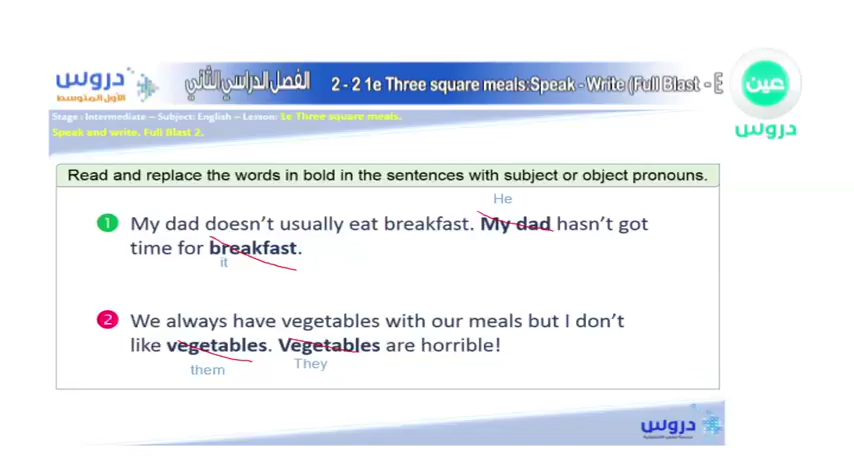 دروس
الأول المتوسط
الفصل الدراسي الثاني
2 - 2 1e Three square meals:Speak - Write (Full Blast - E
عين
دروس
Stage : Intermediate – Subject: English – Lesson: 1e Three square meals.
Speak and write. Full Blast 2.
Read and replace the words in bold in the sentences with subject or object pronouns.
He
1 My dad doesn't usually eat breakfast. My dad hasn't got
time for breakfast.
it
2 We always have vegetables with our meals but I don't
like vegetables. Vegetables are horrible!
them They
دروس